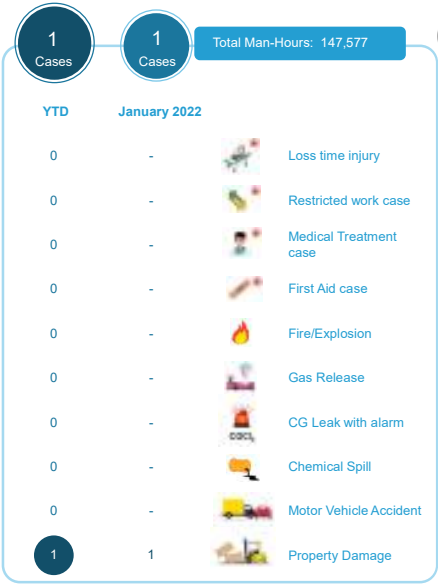 1
Cases
1
Cases
Total Man-Hours: 147,577
YTD
January 2022
0 - Loss time injury
0 - Restricted work case
0 - Medical Treatment
case
0 - First Aid case
0 - Fire/Explosion
0 - Gas Release
0 - CG Leak with alarm
COCl₂
0 - Chemical Spill
0 - Motor Vehicle Accident
1 1 Property Damage